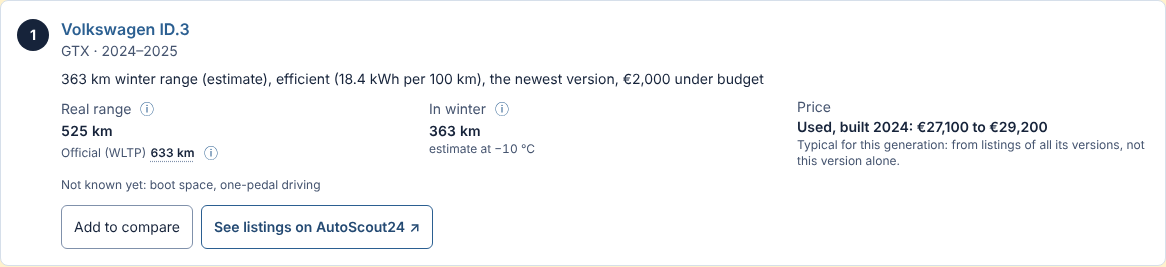 1
Volkswagen ID.3
GTX · 2024–2025
363 km winter range (estimate), efficient (18.4 kWh per 100 km), the newest version, €2,000 under budget
Real range ⓘ
525 km
Official (WLTP) 633 km ⓘ
In winter ⓘ
363 km
estimate at −10 °C
Price
Used, built 2024: €27,100 to €29,200
Typical for this generation: from listings of all its versions, not
this version alone.
Not known yet: boot space, one-pedal driving
Add to compare
See listings on AutoScout24 ↗